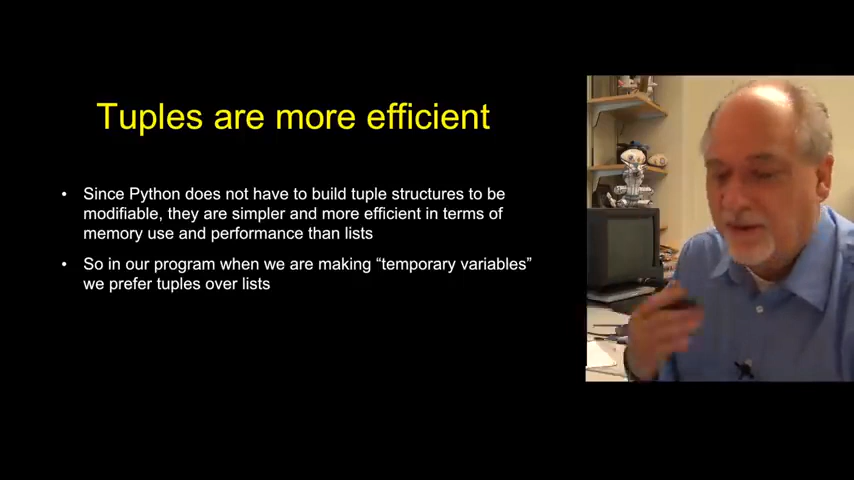 Tuples are more efficient
• Since Python does not have to build tuple structures to be
modifiable, they are simpler and more efficient in terms of
memory use and performance than lists
• So in our program when we are making “temporary variables”
we prefer tuples over lists